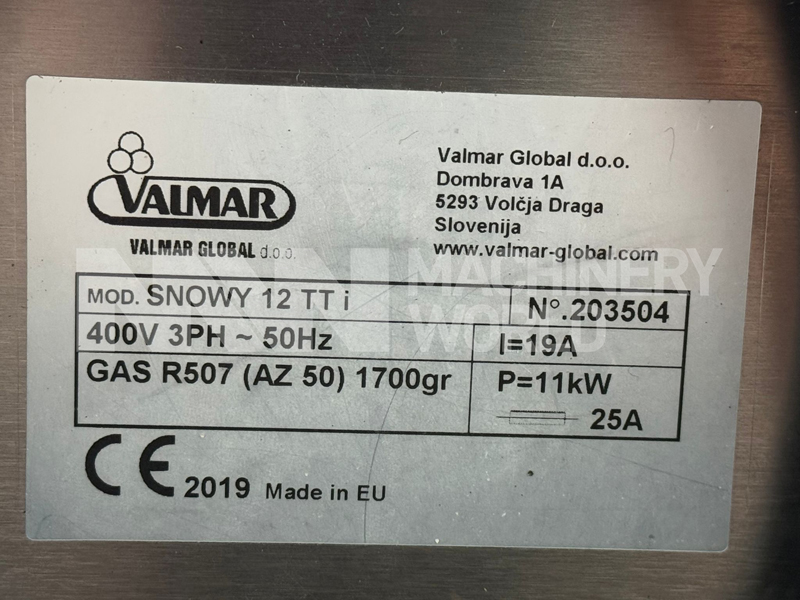 VALMAR
VALMAR GLOBAL d.o.o.
Valmar Global d.o.o.
Dombrava 1A
5293 Volčja Draga
Slovenija
www.valmar-global.com
MACHINERY
WORLD
MOD. SNOWY 12 TT i
N°.203504
400V 3PH ~ 50Hz
I=19A
GAS R507 (AZ 50) 1700gr
P=11kW
25A
CE 2019 Made in EU